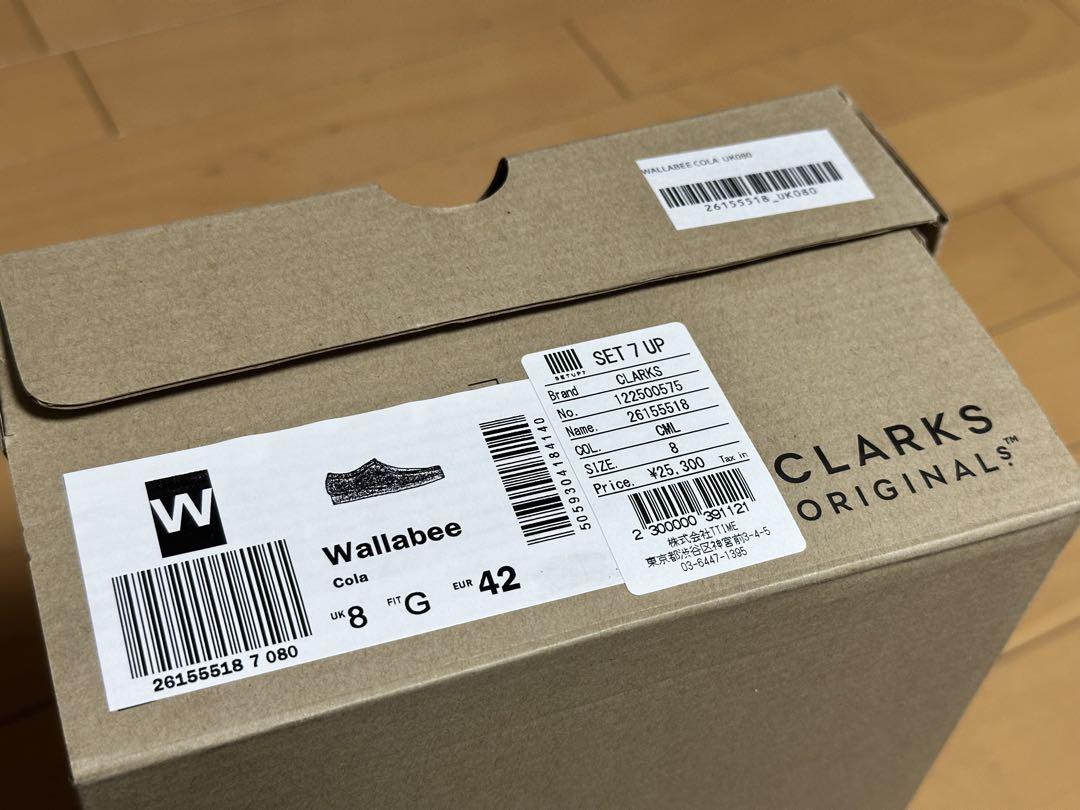 WALLABEE COLA UK080
26155518_UK080
SET 7 UP
SETUP7
Brand CLARKS
No. 122500575
Name. 26155518
COL. CML
SIZE. 8
Price. ¥25,300 Tax in
2 300000 391121
株式会社TTIME
東京都渋谷区神宮前3-4-5
03-6447-1395
CLARKS
ORIGINALS™
W
Wallabee
Cola
UK 8 FIT G EUR 42
26155518 7 080
5059304184140